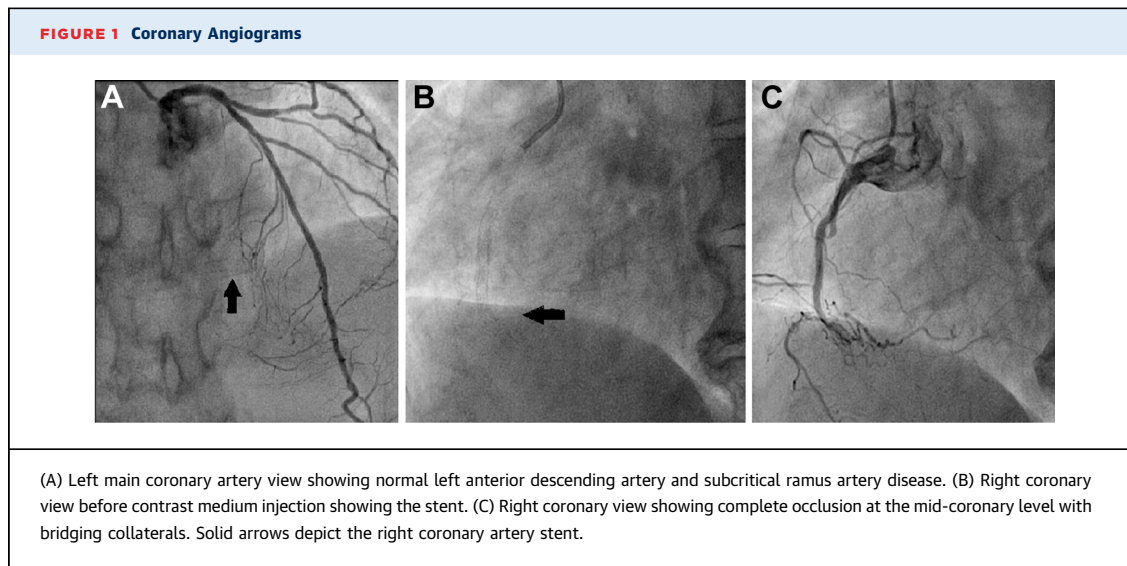 FIGURE 1 Coronary Angiograms
A
B
C
(A) Left main coronary artery view showing normal left anterior descending artery and subcritical ramus artery disease. (B) Right coronary
view before contrast medium injection showing the stent. (C) Right coronary view showing complete occlusion at the mid-coronary level with
bridging collaterals. Solid arrows depict the right coronary artery stent.